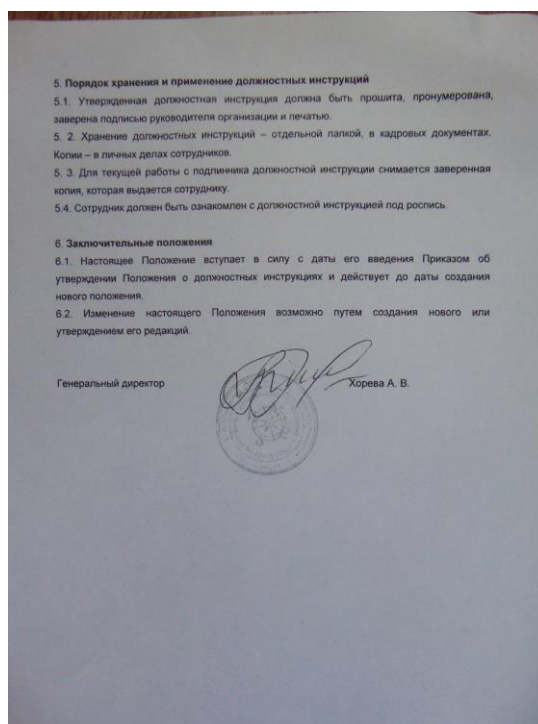 5. Порядок хранения и применение должностных инструкций
5.1. Утвержденная должностная инструкция должна быть прошита, пронумерована,
заверена подписью руководителя организации и печатью.
5. 2. Хранение должностных инструкций – отдельной папкой, в кадровых документах.
Копии – в личных делах сотрудников.
5. 3. Для текущей работы с подлинника должностной инструкции снимается заверенная
копия, которая выдается сотруднику.
5.4. Сотрудник должен быть ознакомлен с должностной инструкцией под роспись.
6. Заключительные положения
6.1. Настоящее Положение вступает в силу с даты его введения Приказом об
утверждении Положения о должностных инструкциях и действует до даты создания
нового положения.
6.2. Изменение настоящего Положения возможно путем создания нового или
утверждением его редакций.
Генеральный директор Хорева А. В.